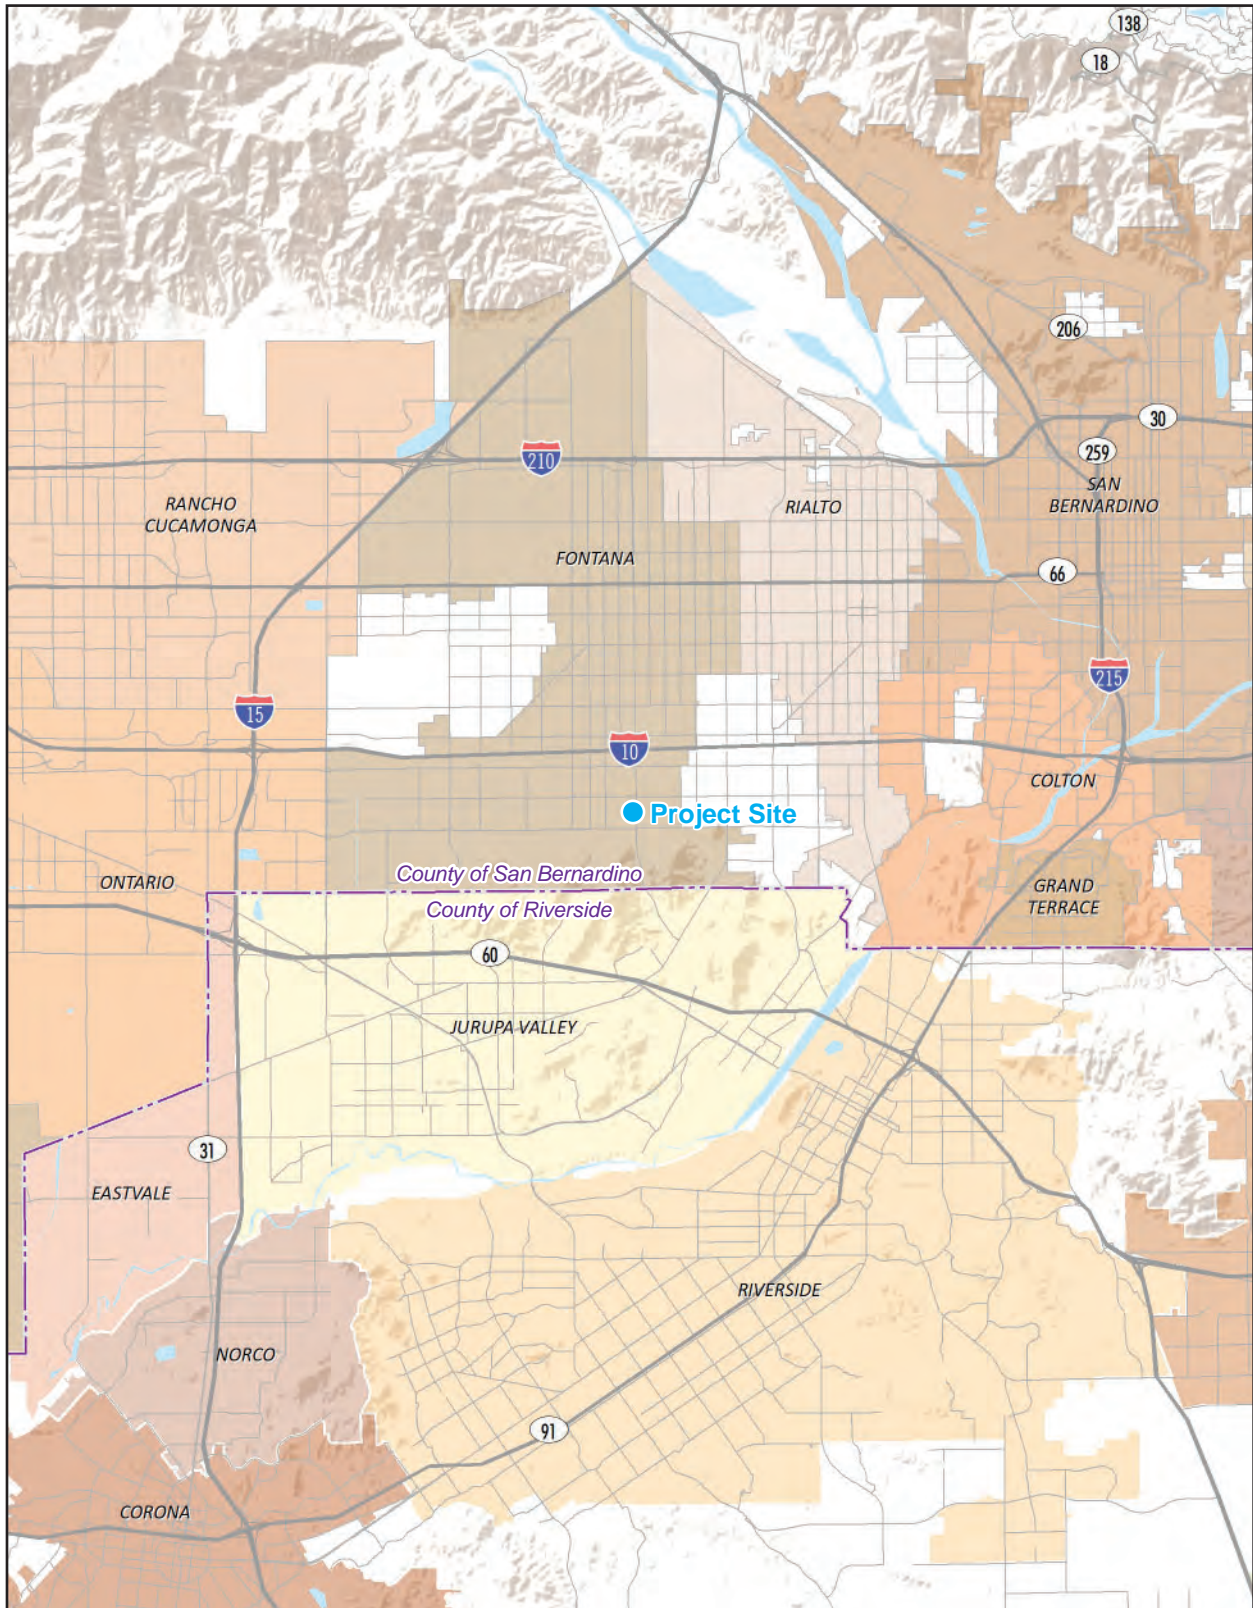 138
18
206
30
259
210
SAN
BERNARDINO
RANCHO
CUCAMONGA
RIALTO
FONTANA
66
215
15
10
COLTON
Project Site
ONTARIO
County of San Bernardino
GRAND
TERRACE
County of Riverside
60
JURUPA VALLEY
31
EASTVALE
RIVERSIDE
NORCO
91
CORONA